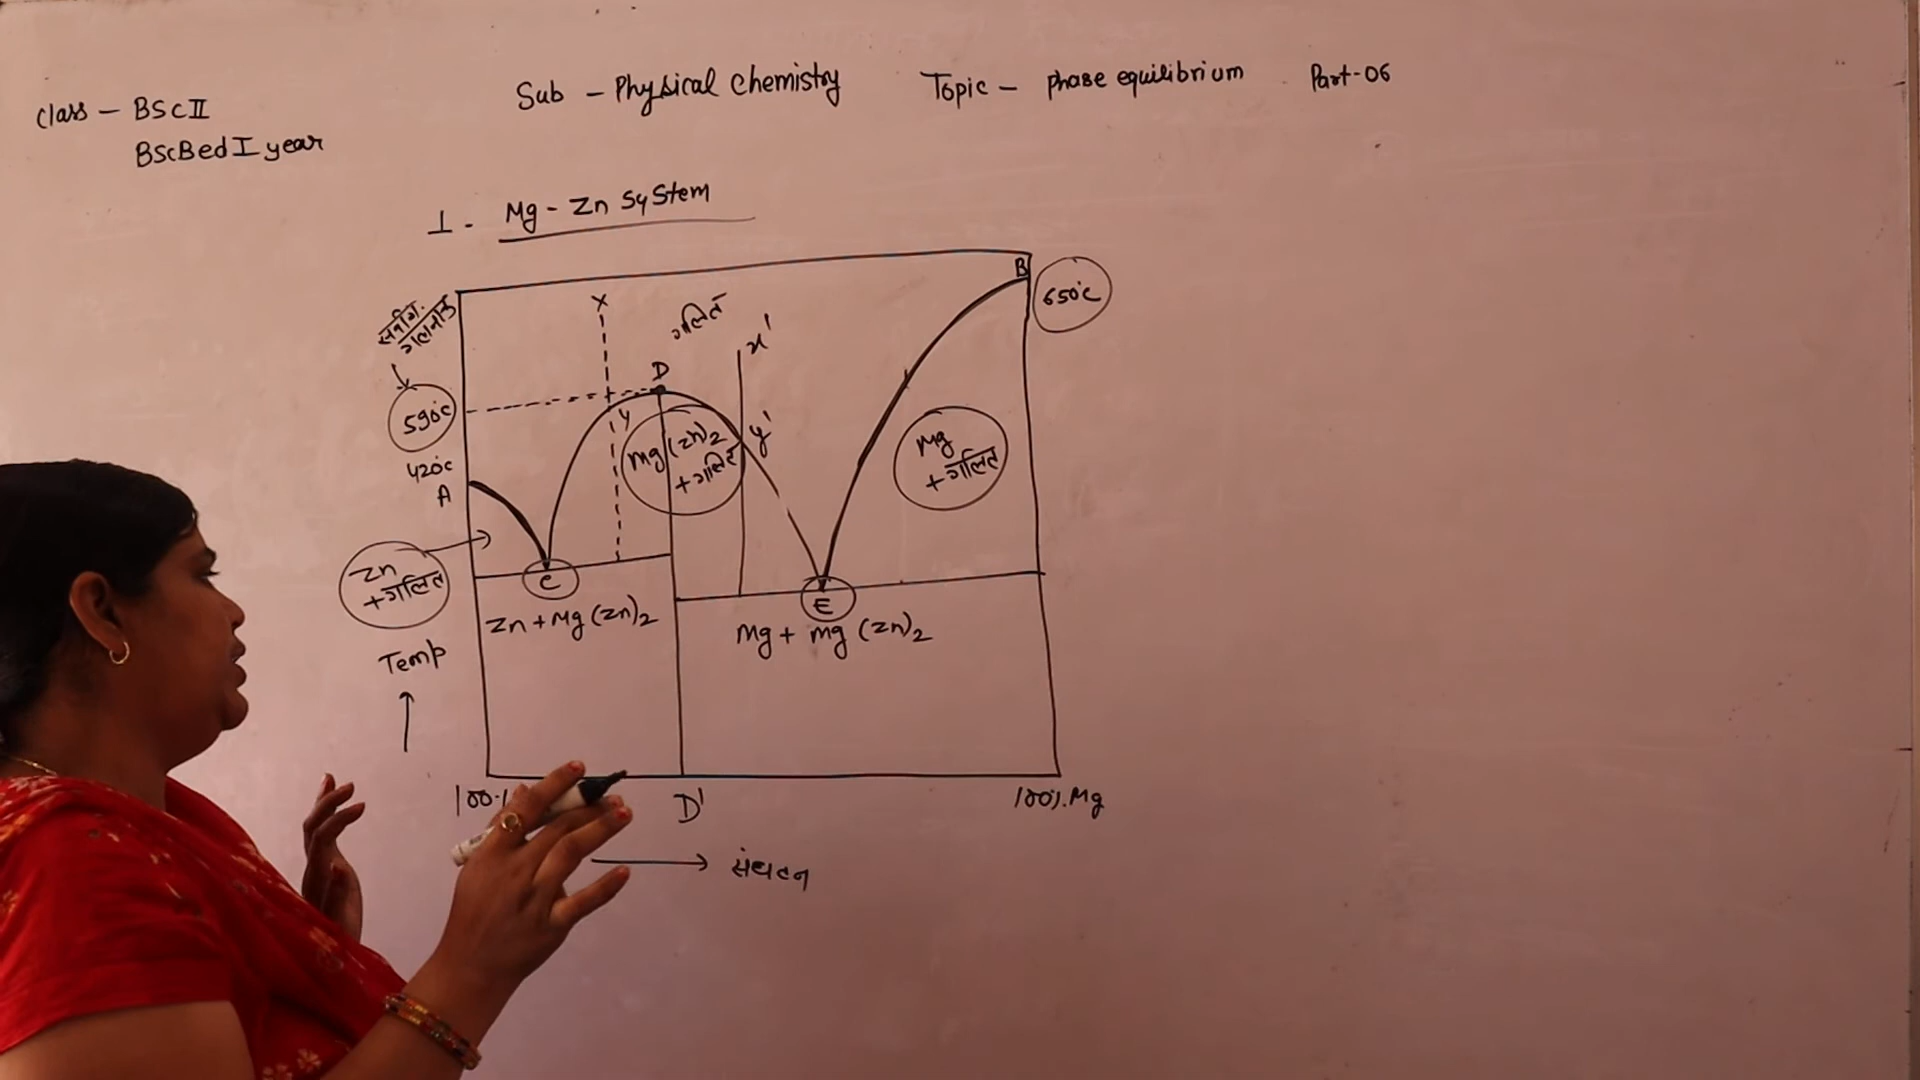 Class - BSc II
BScBed I year
Sub - Physical Chemistry
Topic - phase equilibrium
Part-06
1. Mg - Zn SyStem
B
650°C
X
गलित
x'
D
590°C
y
Mg(Zn)2
+गलित
y'
Mg
+गलित
420°C
A
Zn
+गलित
C
E
Zn + Mg (Zn)2
Mg + Mg (Zn)2
Temp
D'
100%.Mg
संघटन